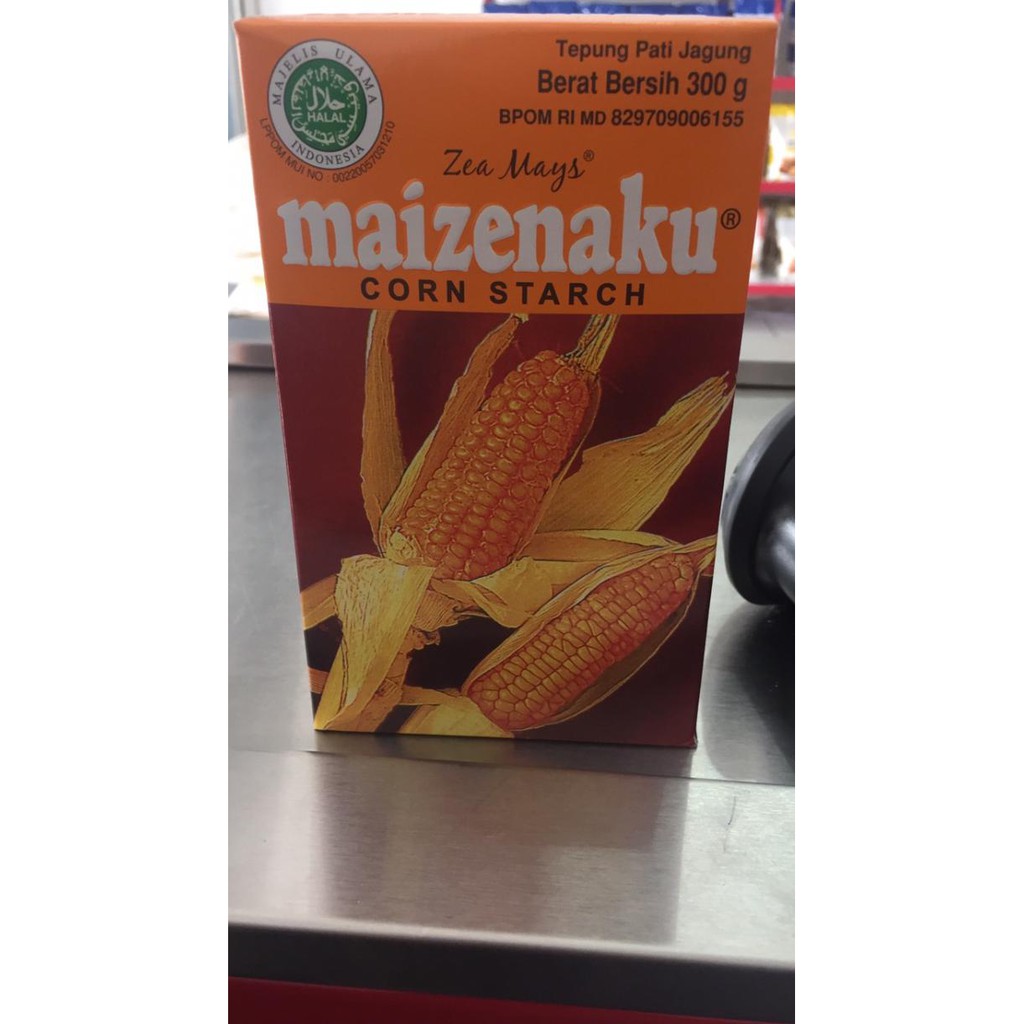 MAJELIS ULAMA
حلال
HALAL
INDONESIA
LPPOM MUI NO : 00220057031210
Tepung Pati Jagung
Berat Bersih 300 g
BPOM RI MD 829709006155
Zea Mays®
maizenaku®
CORN STARCH